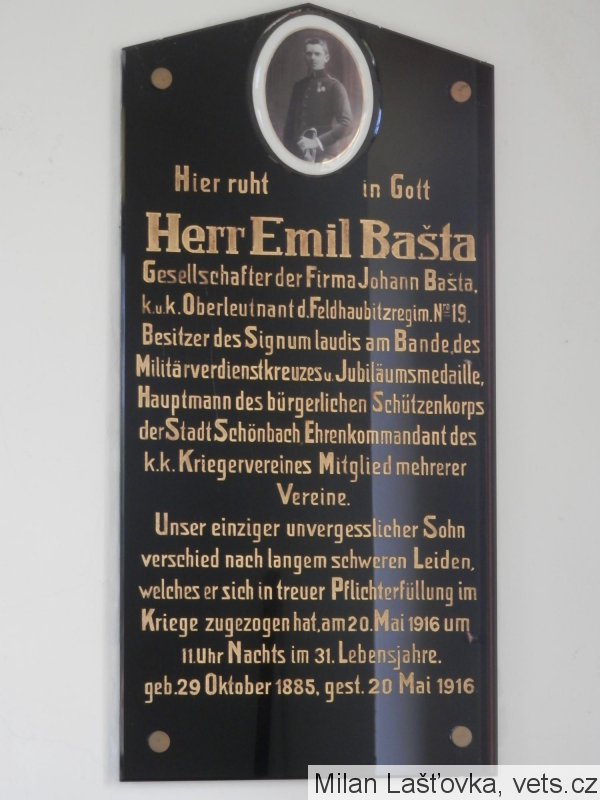 Hier ruht in Gott
Herr Emil Bašta
Gesellschafter der Firma Johann Bašta,
k.u.k. Oberleutnant d. Feldhaubitzregim. Nro 19.
Besitzer des Signum laudis am Bande, des
Militärverdienstkreuzes u. Jubiläumsmedaille,
Hauptmann des bürgerlichen Schützenkorps
der Stadt Schönbach Ehrenkommandant des
k.k. Kriegervereines Mitglied mehrerer
Vereine.
Unser einziger unvergesslicher Sohn
verschied nach langem schweren Leiden,
welches er sich in treuer Pflichterfüllung im
Kriege zugezogen hat, am 20. Mai 1916 um
11. Uhr Nachts im 31. Lebensjahre.
geb. 29 Oktober 1885, gest. 20 Mai 1916
Milan Lašťovka, vets.cz